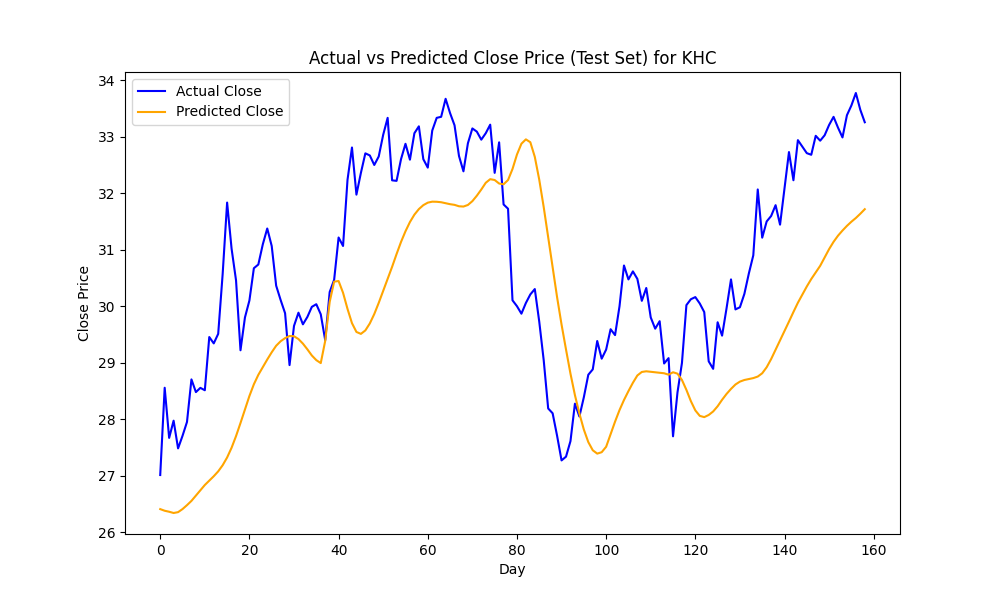 Actual vs Predicted Close Price (Test Set) for KHC
Actual Close
Predicted Close
Close Price
34
33
32
31
30
29
28
27
26
0 20 40 60 80 100 120 140 160
Day